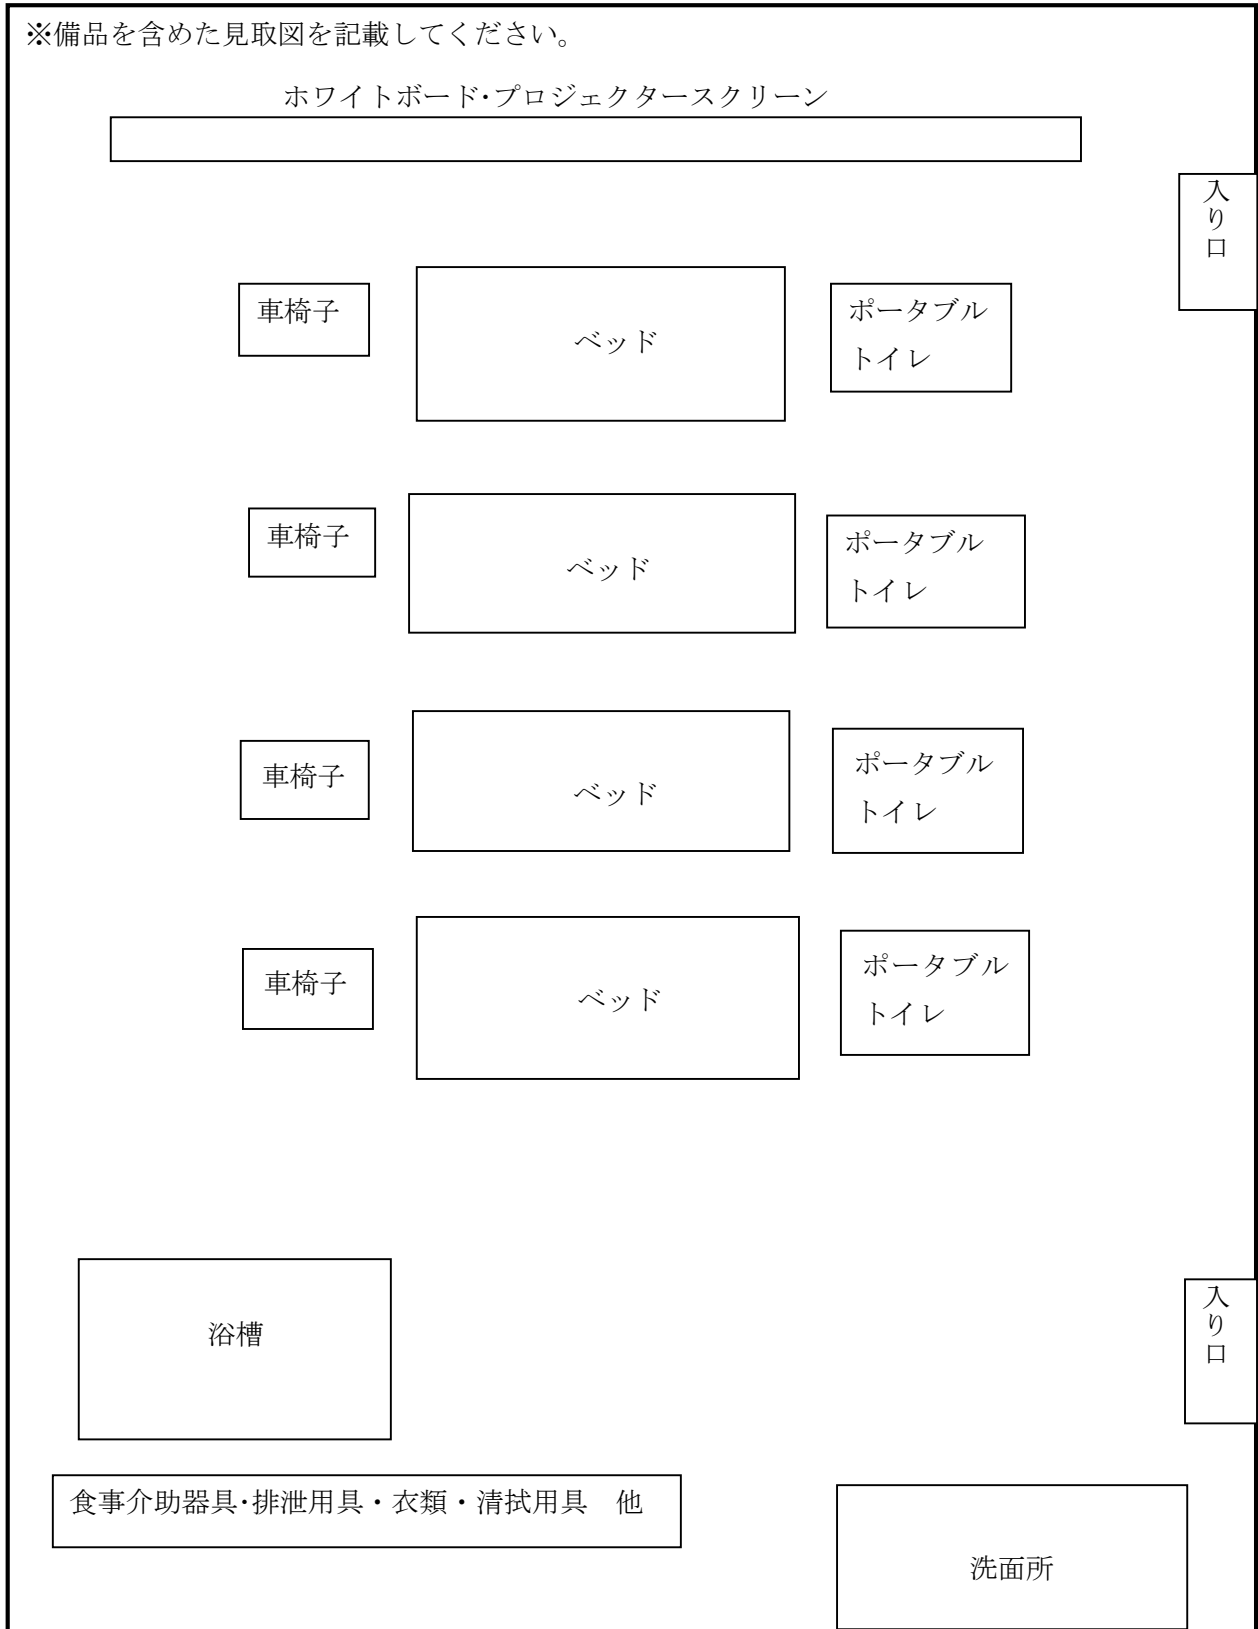 ※備品を含めた見取図を記載してください。
ホワイトボード･プロジェクタースクリーン
入り口
車椅子
ベッド
ポータブル
トイレ
車椅子
ベッド
ポータブル
トイレ
車椅子
ベッド
ポータブル
トイレ
車椅子
ベッド
ポータブル
トイレ
浴槽
入り口
食事介助器具･排泄用具・衣類・清拭用具　他
洗面所